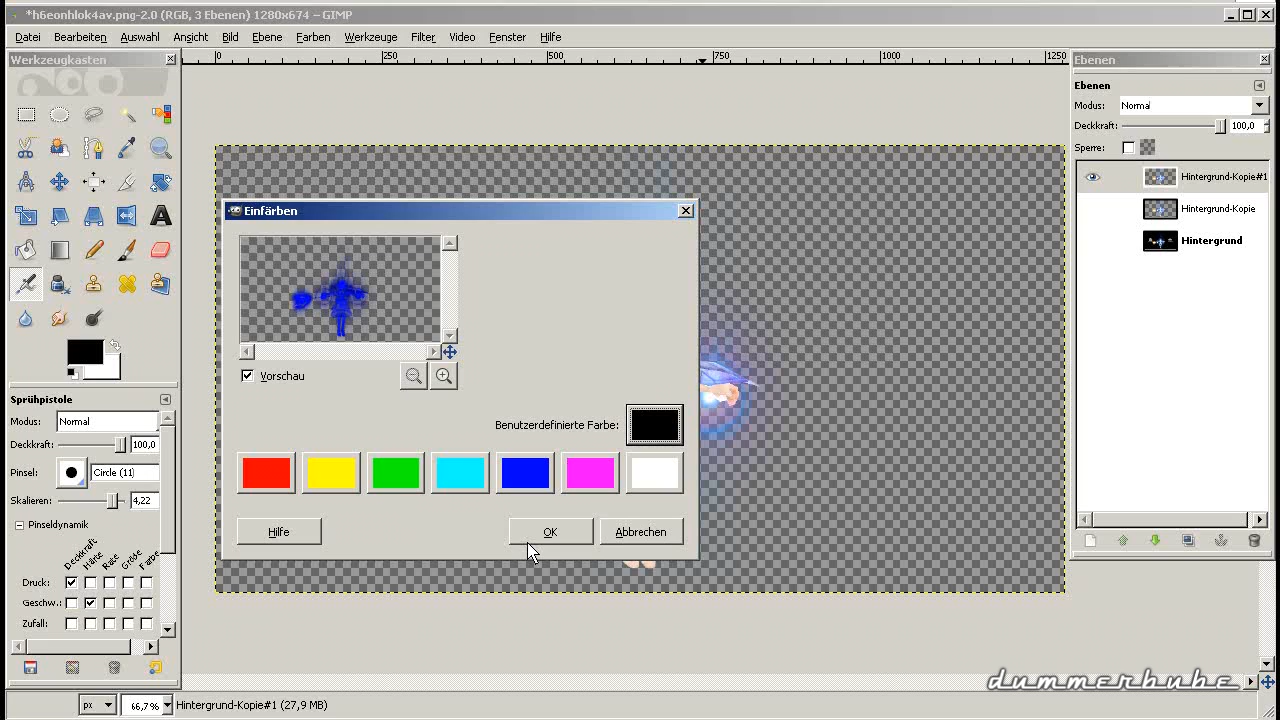 *h6eonhlok4av.png-2.0 (RGB, 3 Ebenen) 1280x674 – GIMP
Datei Bearbeiten Auswahl Ansicht Bild Ebene Farben Werkzeuge Filter Video Fenster Hilfe
Werkzeugkasten
0 250 500 750 1000 1250
Ebenen
Ebenen
Modus: Normal
Deckkraft: 100,0
Sperre:
Hintergrund-Kopie#1
Hintergrund-Kopie
Hintergrund
Einfärben
Vorschau
Benutzerdefinierte Farbe:
Hilfe OK Abbrechen
Sprühpistole
Modus: Normal
Deckkraft: 100,0
Pinsel: Circle (11)
Skalieren: 4,22
Pinseldynamik
Deckkraft Härte Rate Größe Farbe
Druck:
Geschw.:
Zufall:
px 66,7% Hintergrund-Kopie#1 (27,9 MB)
dummerbube